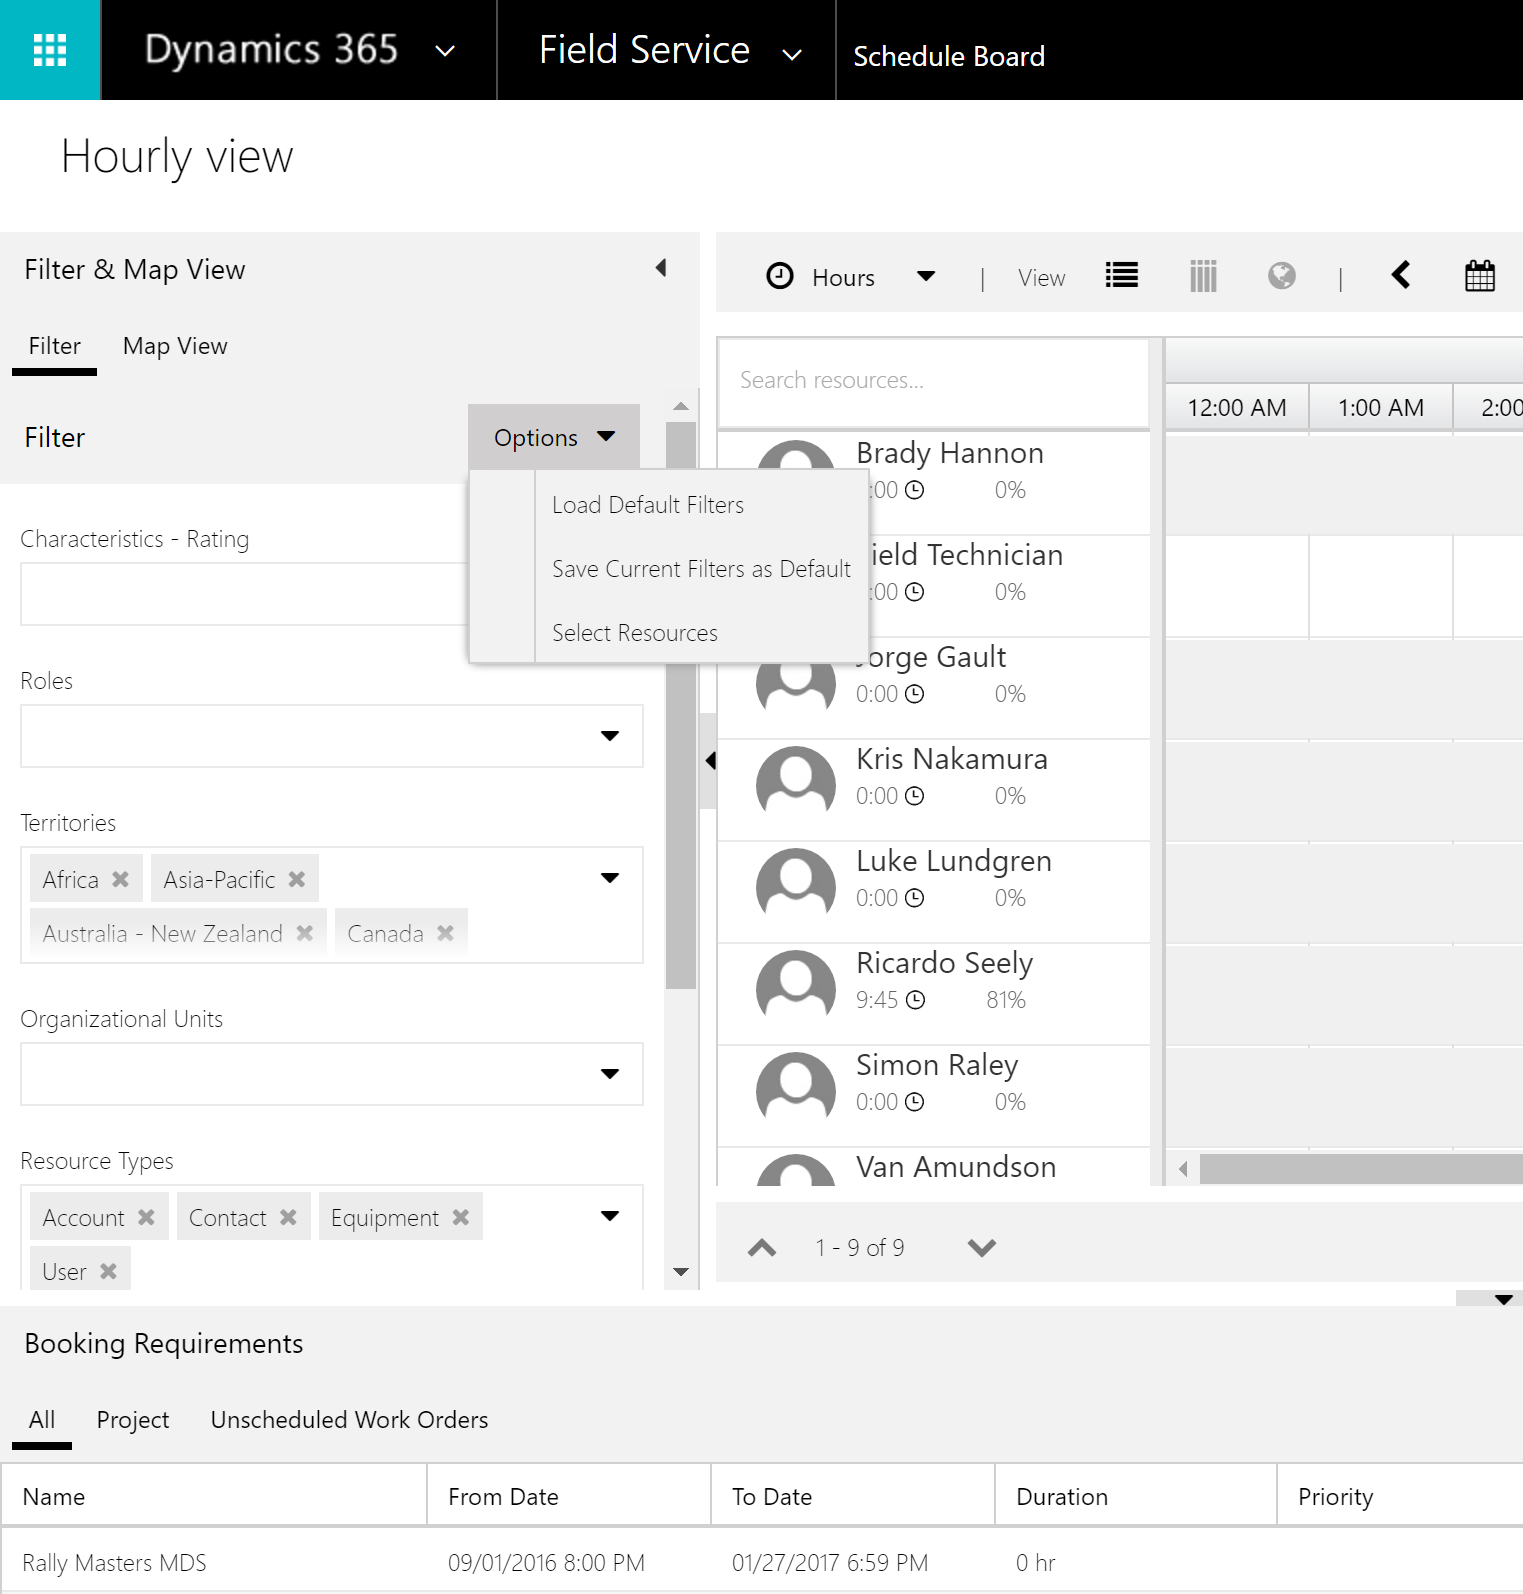 Dynamics 365
Field Service
Schedule Board
Hourly view
Filter & Map View
Filter
Map View
Filter
Options
Load Default Filters
Save Current Filters as Default
Select Resources
Characteristics - Rating
Roles
Territories
Africa
Asia-Pacific
Australia - New Zealand
Canada
Organizational Units
Resource Types
Account
Contact
Equipment
User
Hours
|
View
|
Search resources...
12:00 AM
1:00 AM
2:00
Brady Hannon
:00
0%
ield Technician
:00
0%
Jorge Gault
0:00
0%
Kris Nakamura
0:00
0%
Luke Lundgren
0:00
0%
Ricardo Seely
9:45
81%
Simon Raley
0:00
0%
Van Amundson
1 - 9 of 9
Booking Requirements
All
Project
Unscheduled Work Orders
Name
From Date
To Date
Duration
Priority
Rally Masters MDS
09/01/2016 8:00 PM
01/27/2017 6:59 PM
0 hr